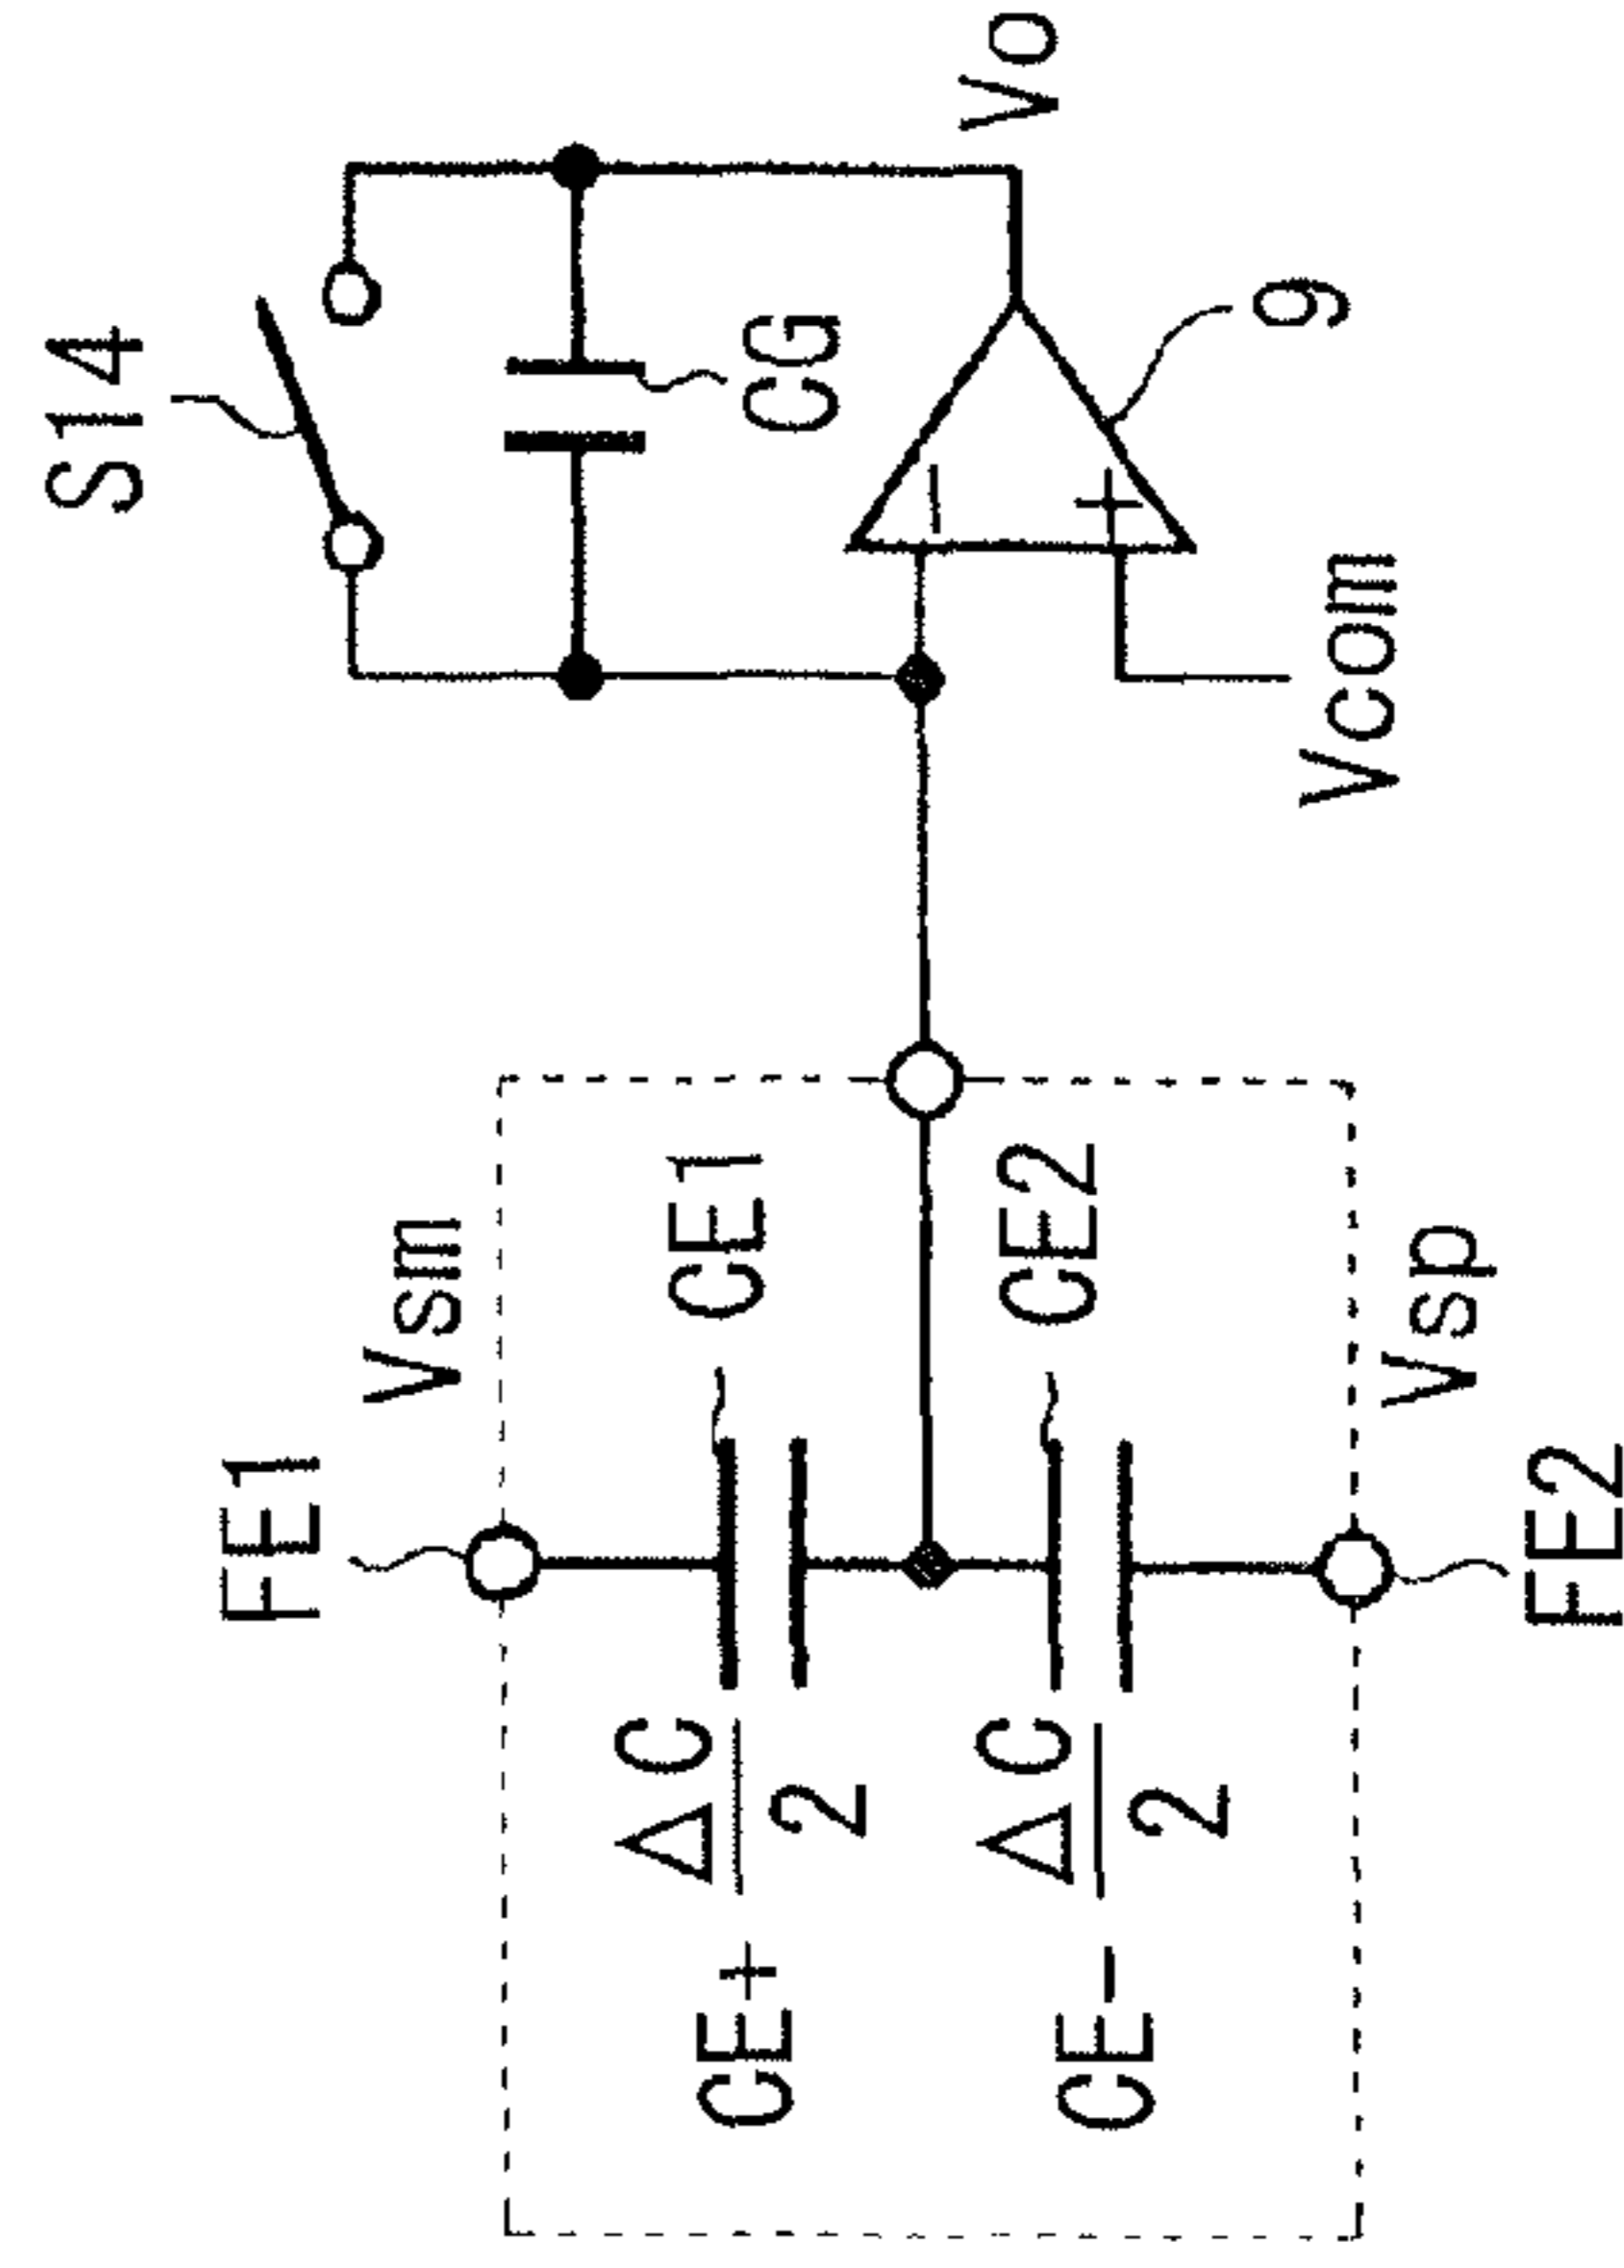 S14
FE1
Vsm
CE+ ΔC/2
CE1
CG
Vo
CE- ΔC/2
CE2
-
+
9
Vcom
Vsp
FE2